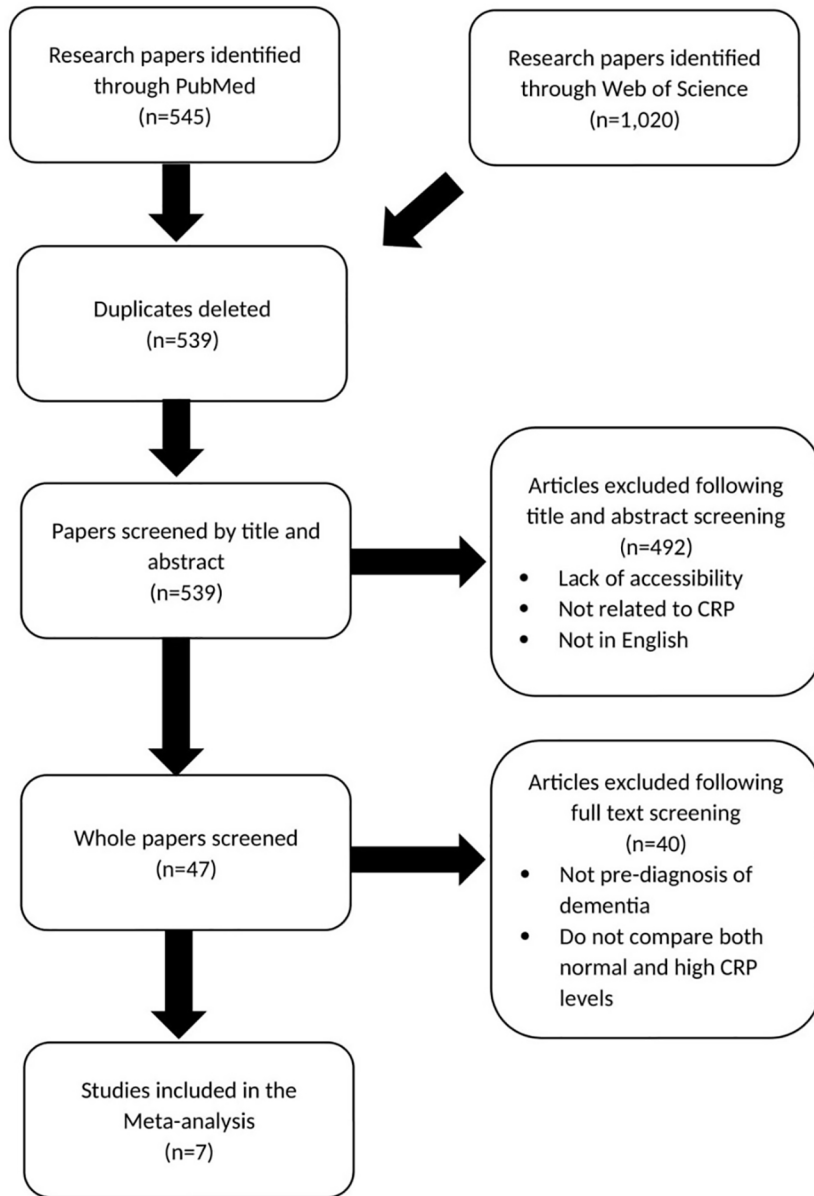 Research papers identified
through PubMed
(n=545)
Research papers identified
through Web of Science
(n=1,020)
Duplicates deleted
(n=539)
Papers screened by title and
abstract
(n=539)
Articles excluded following
title and abstract screening
(n=492)
• Lack of accessibility
• Not related to CRP
• Not in English
Whole papers screened
(n=47)
Articles excluded following
full text screening
(n=40)
• Not pre-diagnosis of
dementia
• Do not compare both
normal and high CRP
levels
Studies included in the
Meta-analysis
(n=7)